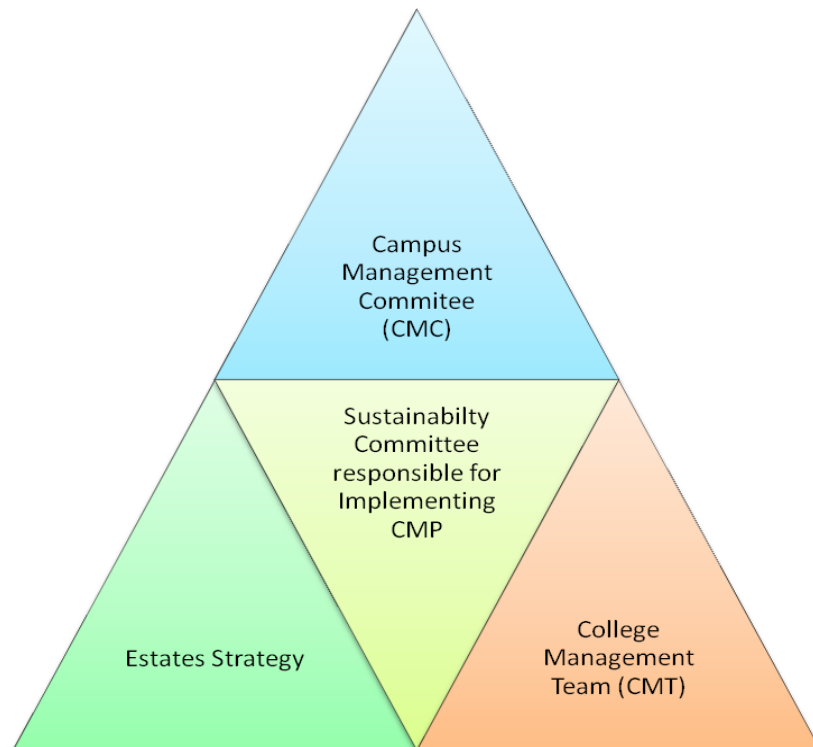 Campus
Management
Commitee
(CMC)
Sustainabilty
Committee
responsible for
Implementing
CMP
Estates Strategy
College
Management
Team (CMT)